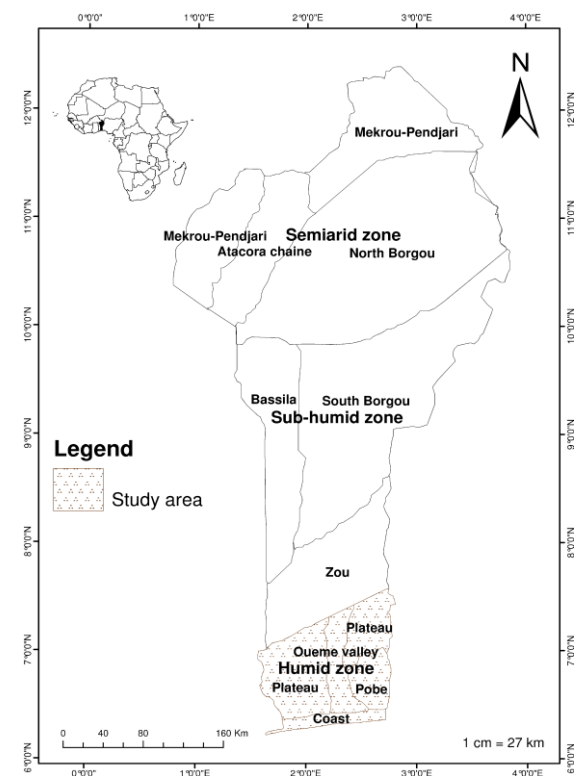 0°0'0" 1°0'0"E 2°0'0"E 3°0'0"E 4°0'0"E
N
12°0'0"N 12°0'0"N
Mekrou-Pendjari
11°0'0"N 11°0'0"N
Mekrou-Pendjari Semiarid zone
Atacora chaine North Borgou
10°0'0"N 10°0'0"N
Bassila South Borgou
Sub-humid zone
9°0'0"N 9°0'0"N
Legend
Study area
8°0'0"N 8°0'0"N
Zou
Plateau
7°0'0"N 7°0'0"N
Oueme valley
Humid zone
Plateau Pobe
Coast
0 40 80 160 Km
1 cm = 27 km
6°0'0"N 6°0'0"N
0°0'0" 1°0'0"E 2°0'0"E 3°0'0"E 4°0'0"E